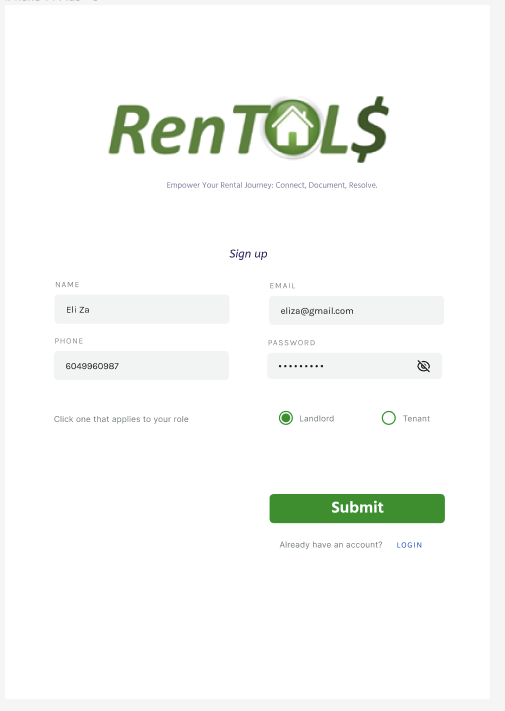 RenTOL$
Empower Your Rental Journey: Connect, Document, Resolve.
Sign up
NAME
EMAIL
Eli Za
eliza@gmail.com
PHONE
PASSWORD
6049960987
•••••••••
Click one that applies to your role
Landlord
Tenant
Submit
Already have an account? LOGIN